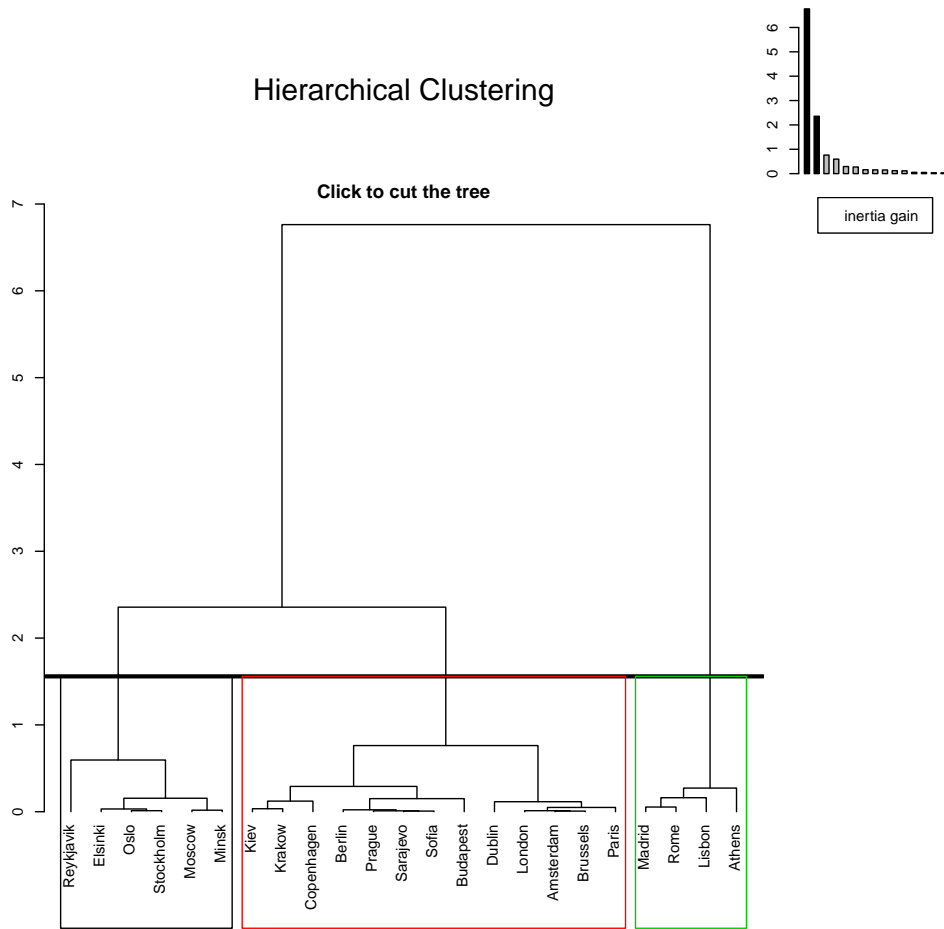 Hierarchical Clustering
6
5
4
3
2
1
0
inertia gain
Click to cut the tree
7
6
5
4
3
2
1
0
Reykjavik
Elsinki
Oslo
Stockholm
Moscow
Minsk
Kiev
Krakow
Copenhagen
Berlin
Prague
Sarajevo
Sofia
Budapest
Dublin
London
Amsterdam
Brussels
Paris
Madrid
Rome
Lisbon
Athens